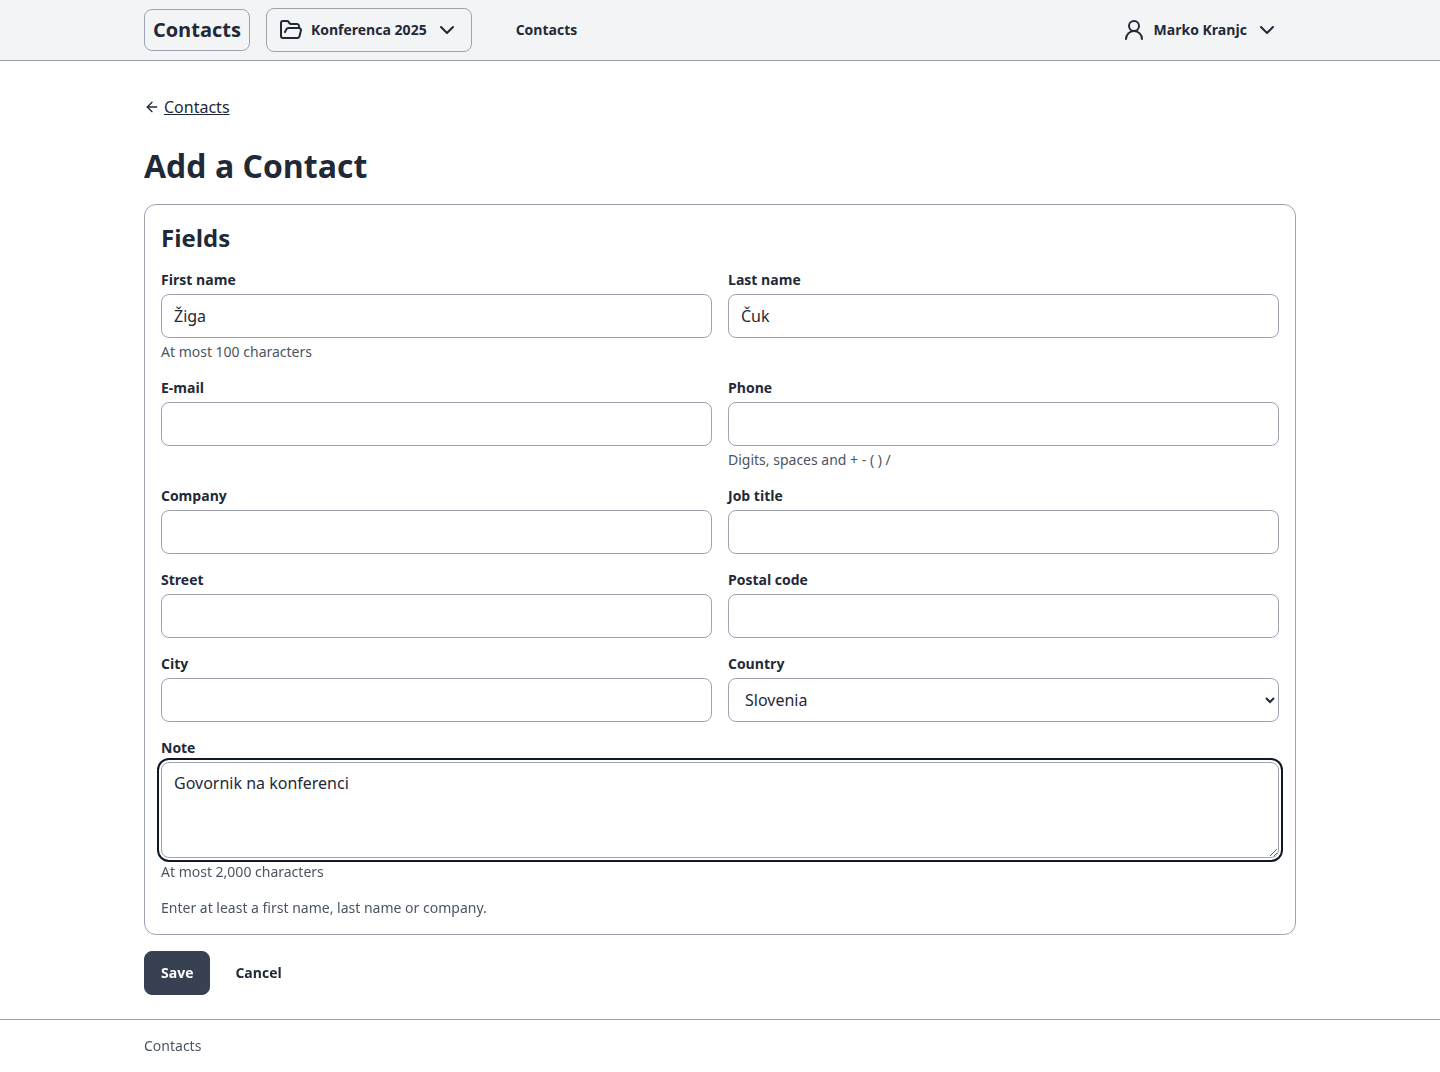 Contacts Konferenca 2025 Contacts Marko Kranjc
Contacts
Add a Contact
Fields
First name Last name
Žiga Čuk
At most 100 characters
E-mail Phone
Digits, spaces and + - ( ) /
Company Job title
Street Postal code
City Country
Slovenia
Note
Govornik na konferenci
At most 2,000 characters
Enter at least a first name, last name or company.
Save Cancel
Contacts